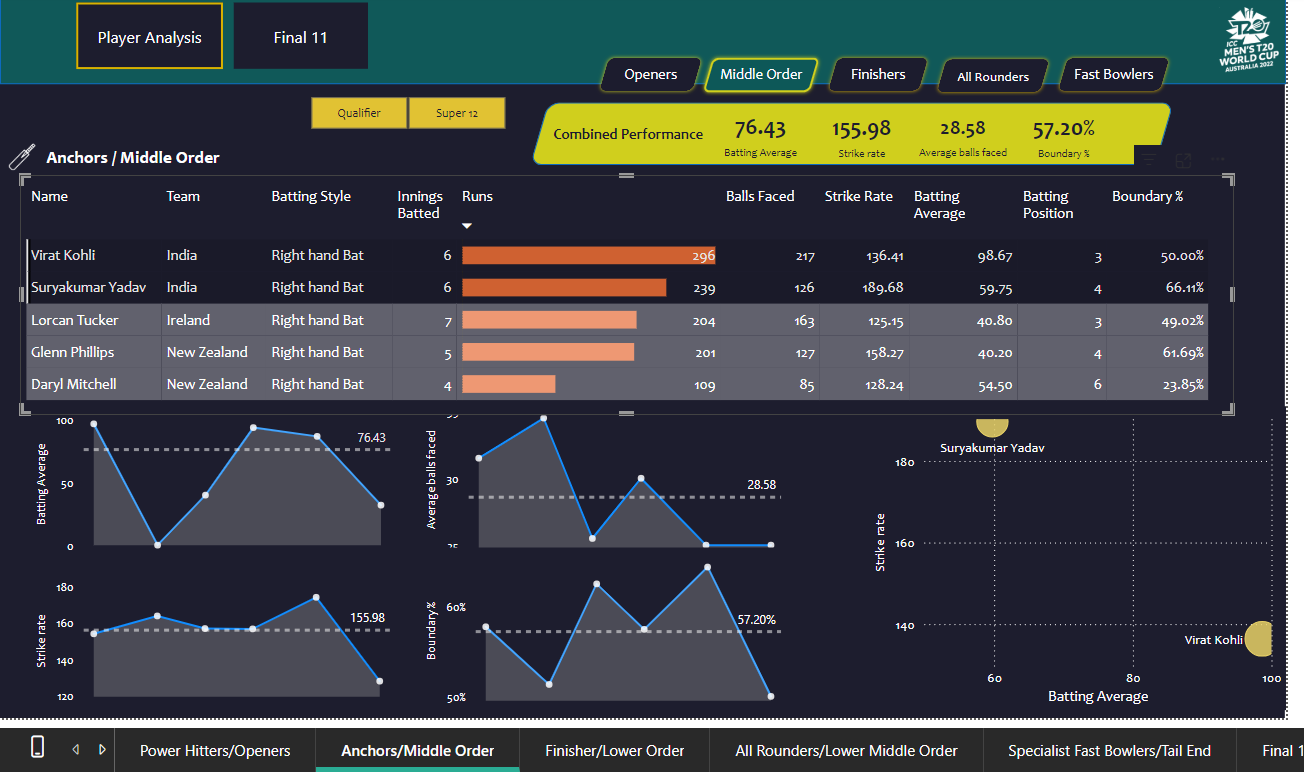 Player Analysis
Final 11
ICC
MEN'S T20
WORLD CUP
AUSTRALIA 2022
Openers
Middle Order
Finishers
All Rounders
Fast Bowlers
Qualifier
Super 12
Combined Performance
76.43
Batting Average
155.98
Strike rate
28.58
Average balls faced
57.20%
Boundary %
Anchors / Middle Order
Name Team Batting Style Innings Batted Runs Balls Faced Strike Rate Batting Average Batting Position Boundary %
Virat Kohli India Right hand Bat 6 296 217 136.41 98.67 3 50.00%
Suryakumar Yadav India Right hand Bat 6 239 126 189.68 59.75 4 66.11%
Lorcan Tucker Ireland Right hand Bat 7 204 163 125.15 40.80 3 49.02%
Glenn Phillips New Zealand Right hand Bat 5 201 127 158.27 40.20 4 61.69%
Daryl Mitchell New Zealand Right hand Bat 4 109 85 128.24 54.50 6 23.85%
Batting Average
100
50
0
76.43
Average balls faced
30
28.58
Strike rate
180
160
140
120
155.98
Boundary%
60%
50%
57.20%
Strike rate
180
160
140
Suryakumar Yadav
Virat Kohli
60 80 100
Batting Average
Power Hitters/Openers
Anchors/Middle Order
Finisher/Lower Order
All Rounders/Lower Middle Order
Specialist Fast Bowlers/Tail End
Final 1